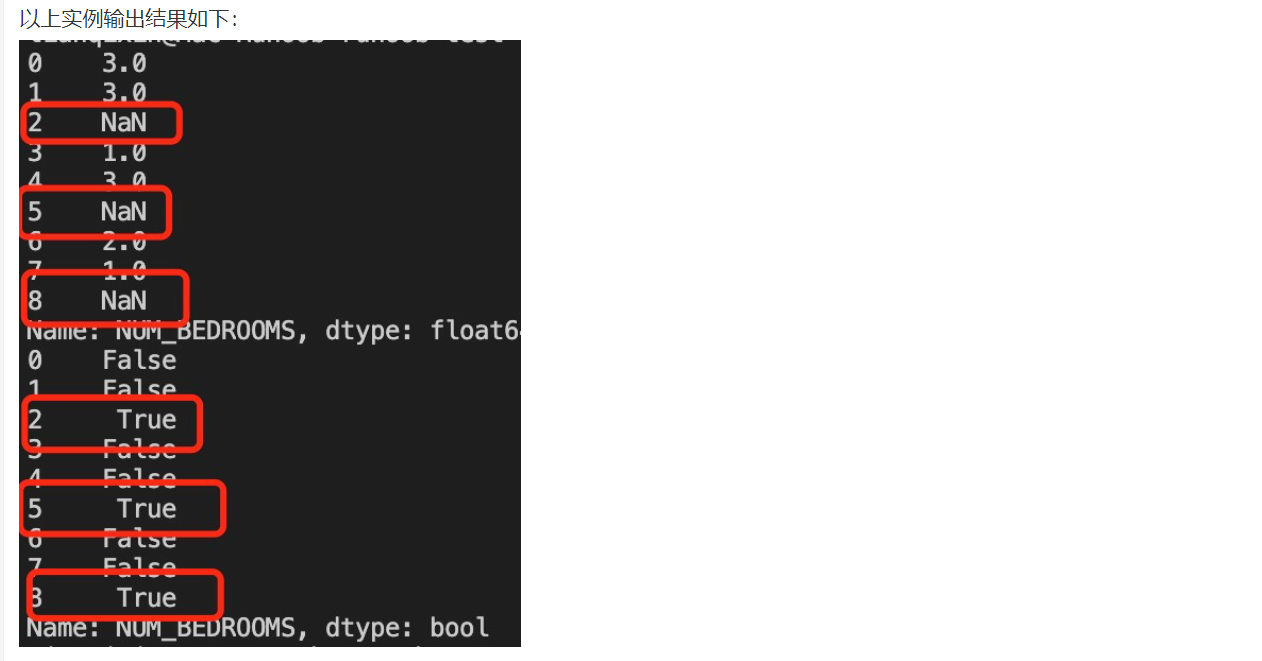 以上实例输出结果如下：
0 3.0
1 3.0
2 NaN
3 1.0
4 3.0
5 NaN
6 2.0
7 1.0
8 NaN
Name: NUM_BEDROOMS, dtype: float64
0 False
1 False
2 True
3 False
4 False
5 True
6 False
7 False
8 True
Name: NUM_BEDROOMS, dtype: bool